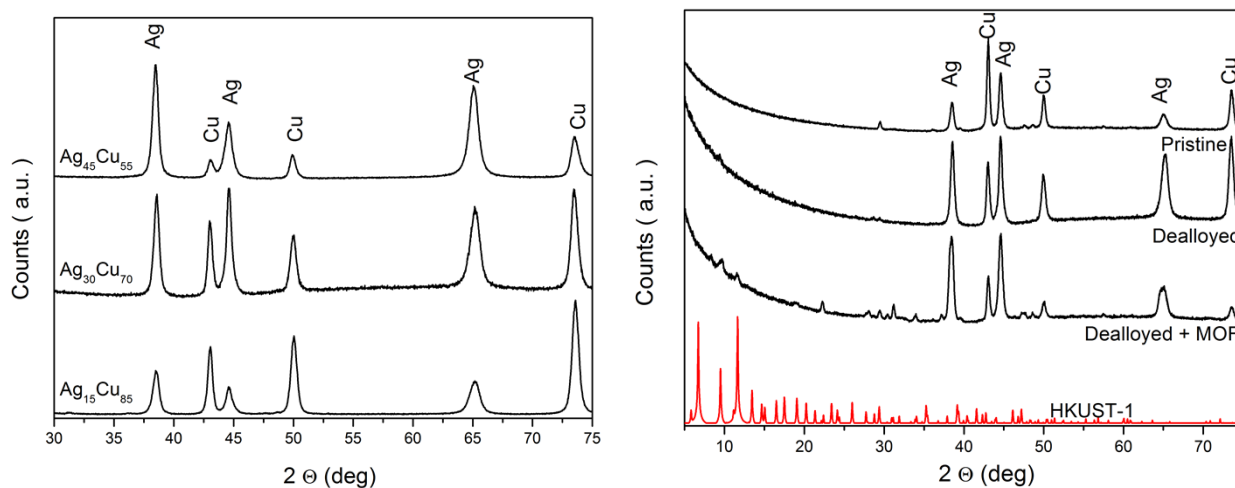 Ag
Cu
Ag
Cu
Ag
Cu
Ag45Cu55
Ag30Cu70
Ag15Cu85
Counts ( a.u. )
30 35 40 45 50 55 60 65 70 75
2 Θ (deg)
Ag
Cu
Ag
Cu
Ag
Cu
Pristine
Dealloyed
Dealloyed + MOF
HKUST-1
Counts ( a.u. )
10 20 30 40 50 60 70
2 Θ (deg)